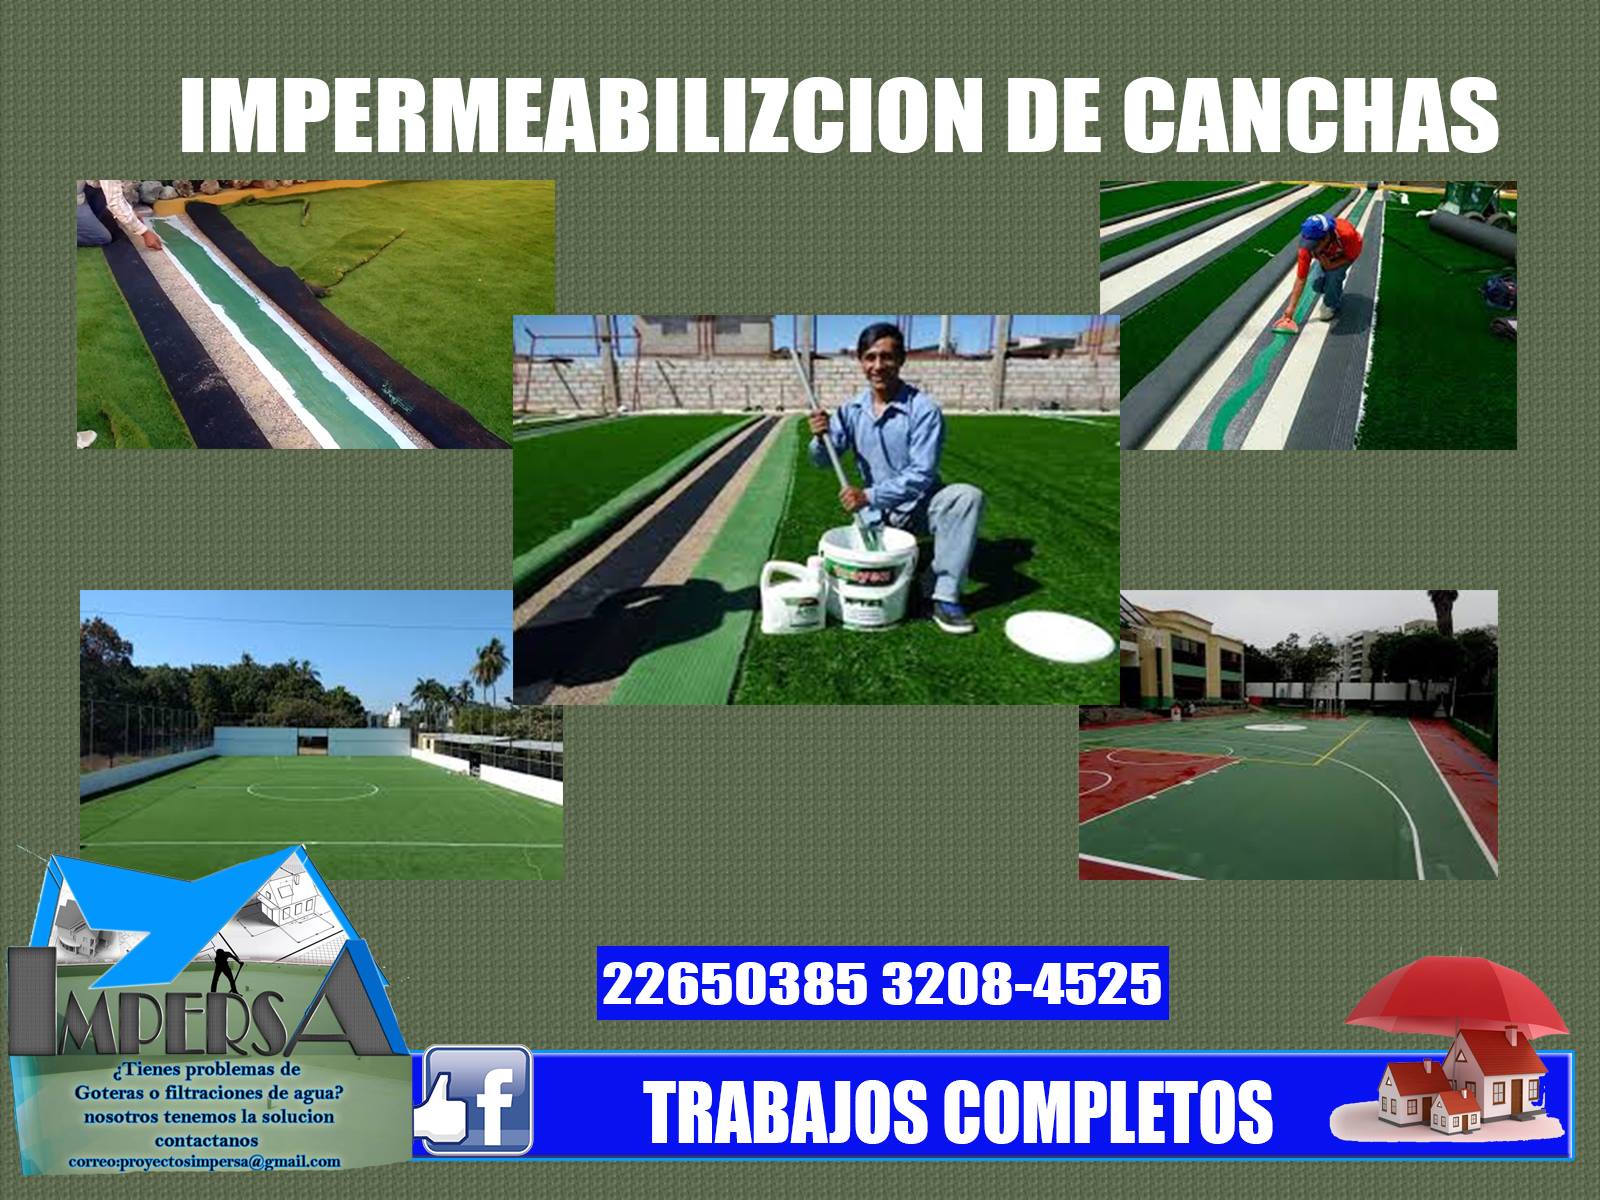 IMPERMEABILIZCION DE CANCHAS
22650385 3208-4525
IMPERSA
¿Tienes problemas de
Goteras o filtraciones de agua?
nosotros tenemos la solucion
contactanos
correo:proyectosimpersa@gmail.com
f
TRABAJOS COMPLETOS